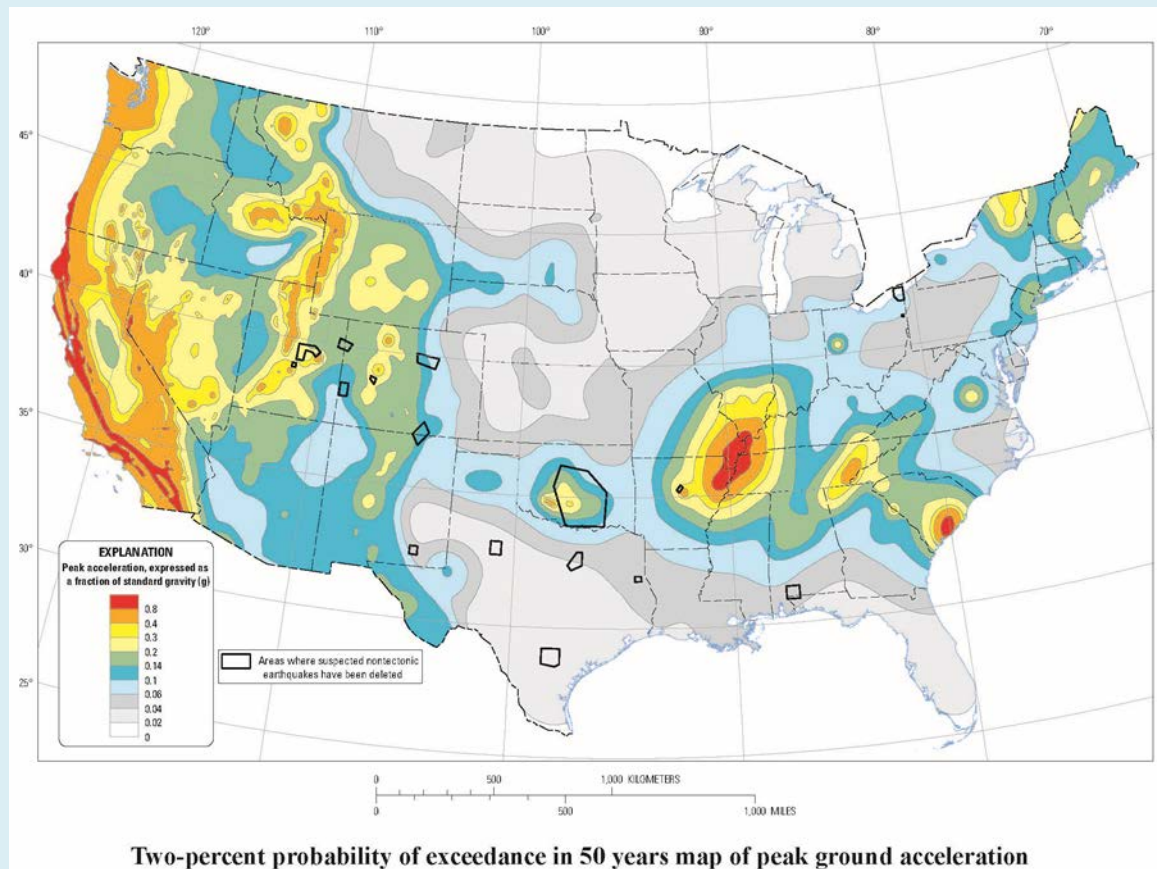 120°
110°
100°
90°
80°
70°
45°
40°
35°
30°
25°
EXPLANATION
Peak acceleration, expressed as
a fraction of standard gravity (g)
0.8
0.4
0.3
0.2
0.14
0.1
0.06
0.04
0.02
0
Areas where suspected nontectonic
earthquakes have been deleted
0 500 1,000 KILOMETERS
0 500 1,000 MILES
Two-percent probability of exceedance in 50 years map of peak ground acceleration